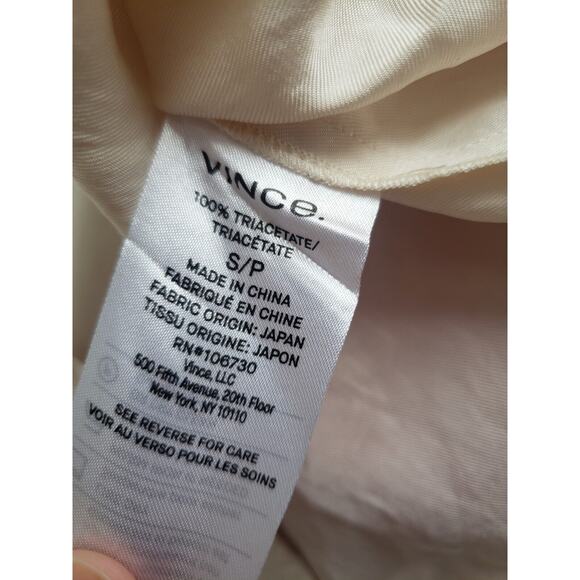 VINCe.
100% TRIACETATE/
TRIACÉTATE
S/P
MADE IN CHINA
FABRIQUÉ EN CHINE
FABRIC ORIGIN: JAPAN
TISSU ORIGINE: JAPON
RN#106730
Vince, LLC
500 Fifth Avenue, 20th Floor
New York, NY 10110
SEE REVERSE FOR CARE
VOIR AU VERSO POUR LES SOINS